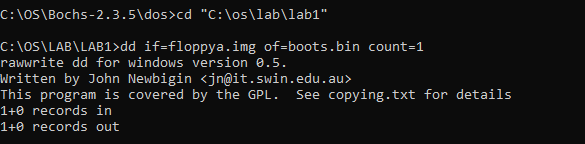 C:\OS\Bochs-2.3.5\dos>cd "C:\os\lab\lab1"
C:\OS\LAB\LAB1>dd if=floppya.img of=boots.bin count=1
rawwrite dd for windows version 0.5.
Written by John Newbigin <jn@it.swin.edu.au>
This program is covered by the GPL.  See copying.txt for details
1+0 records in
1+0 records out